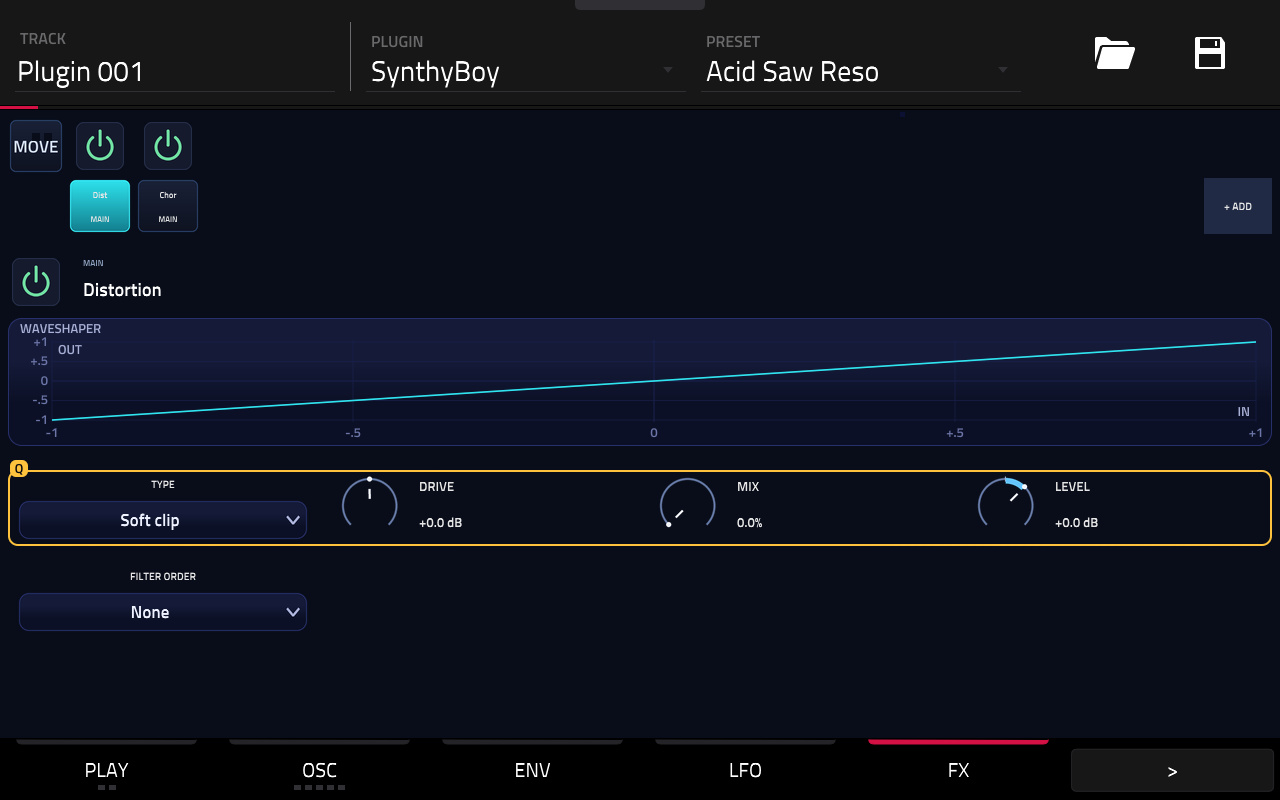 TRACK
Plugin 001
PLUGIN
SynthyBoy
PRESET
Acid Saw Reso
MOVE
Dist
MAIN
Chor
MAIN
+ ADD
MAIN
Distortion
WAVESHAPER
+1
OUT
+.5
0
-.5
-1
IN
-1
-.5
0
+.5
+1
Q
TYPE
Soft clip
DRIVE
+0.0 dB
MIX
0.0%
LEVEL
+0.0 dB
FILTER ORDER
None
PLAY
OSC
ENV
LFO
FX
>